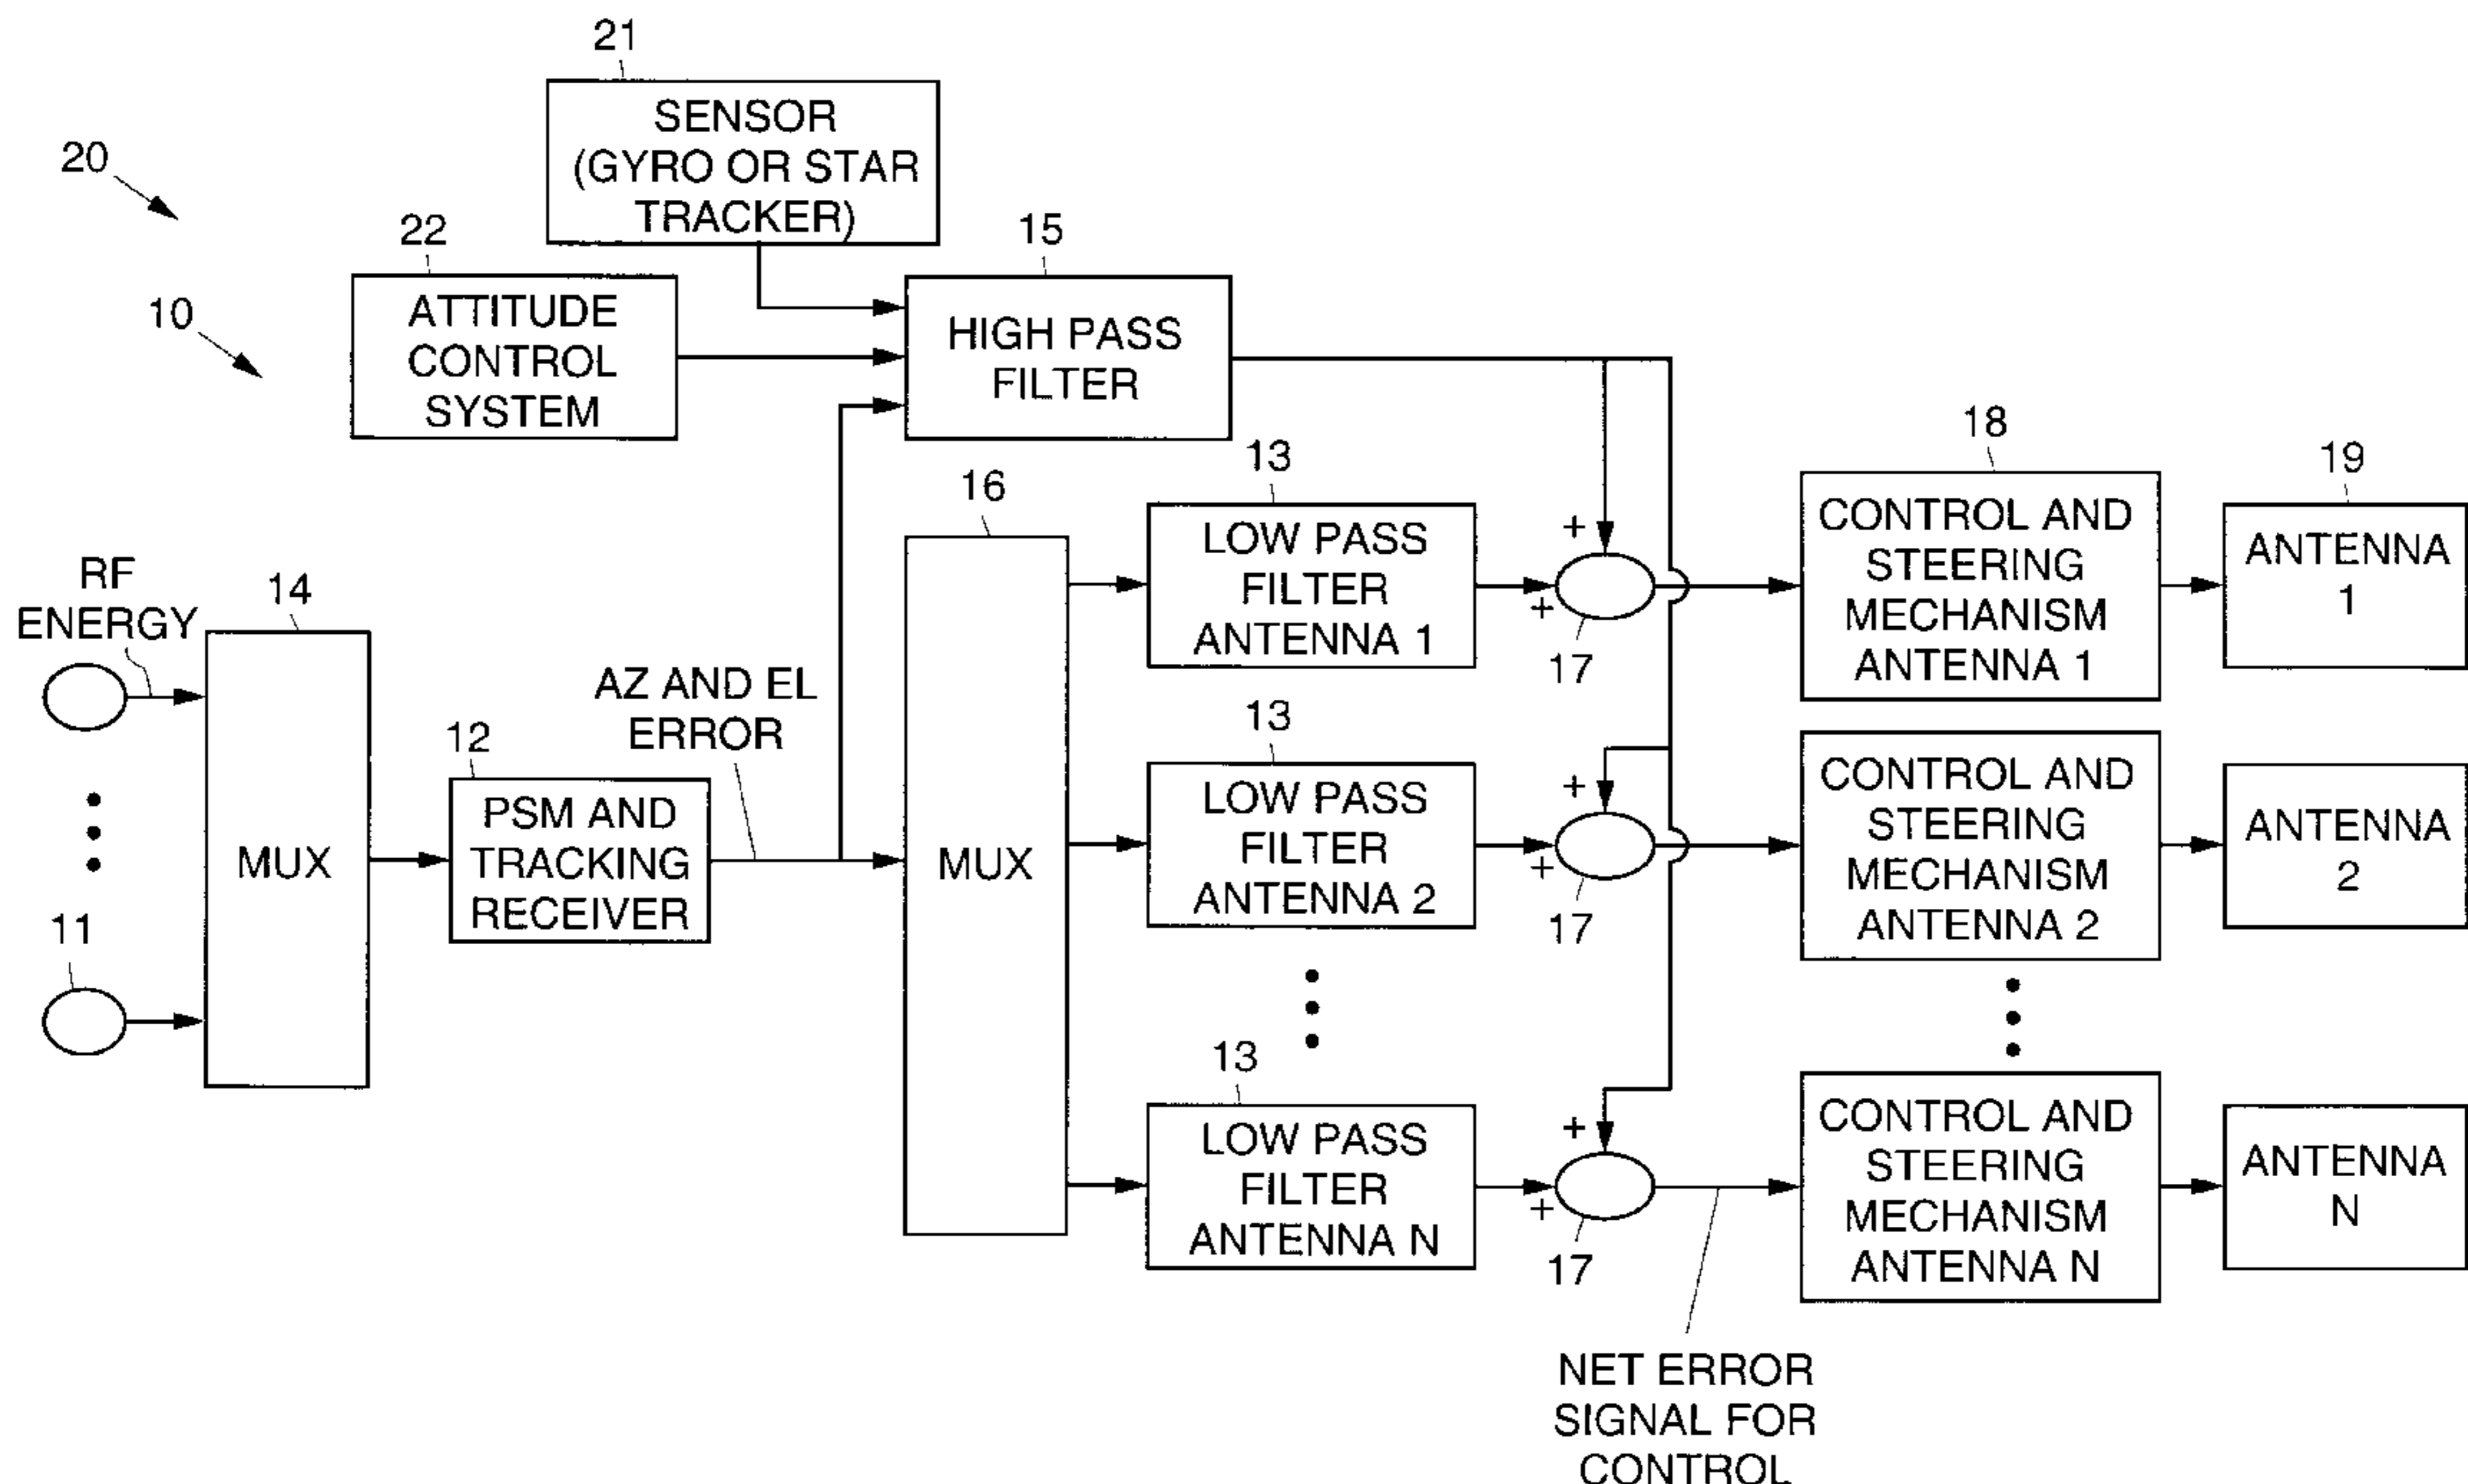 21
SENSOR
(GYRO OR STAR
TRACKER)
20
22
ATTITUDE
CONTROL
SYSTEM
10
15
HIGH PASS
FILTER
RF
ENERGY
14
MUX
11
12
PSM AND
TRACKING
RECEIVER
AZ AND EL
ERROR
16
MUX
13
LOW PASS
FILTER
ANTENNA 1
+
+
17
18
CONTROL AND
STEERING
MECHANISM
ANTENNA 1
19
ANTENNA
1
13
LOW PASS
FILTER
ANTENNA 2
+
+
17
CONTROL AND
STEERING
MECHANISM
ANTENNA 2
ANTENNA
2
13
LOW PASS
FILTER
ANTENNA N
+
+
17
CONTROL AND
STEERING
MECHANISM
ANTENNA N
ANTENNA
N
NET ERROR
SIGNAL FOR
CONTROL